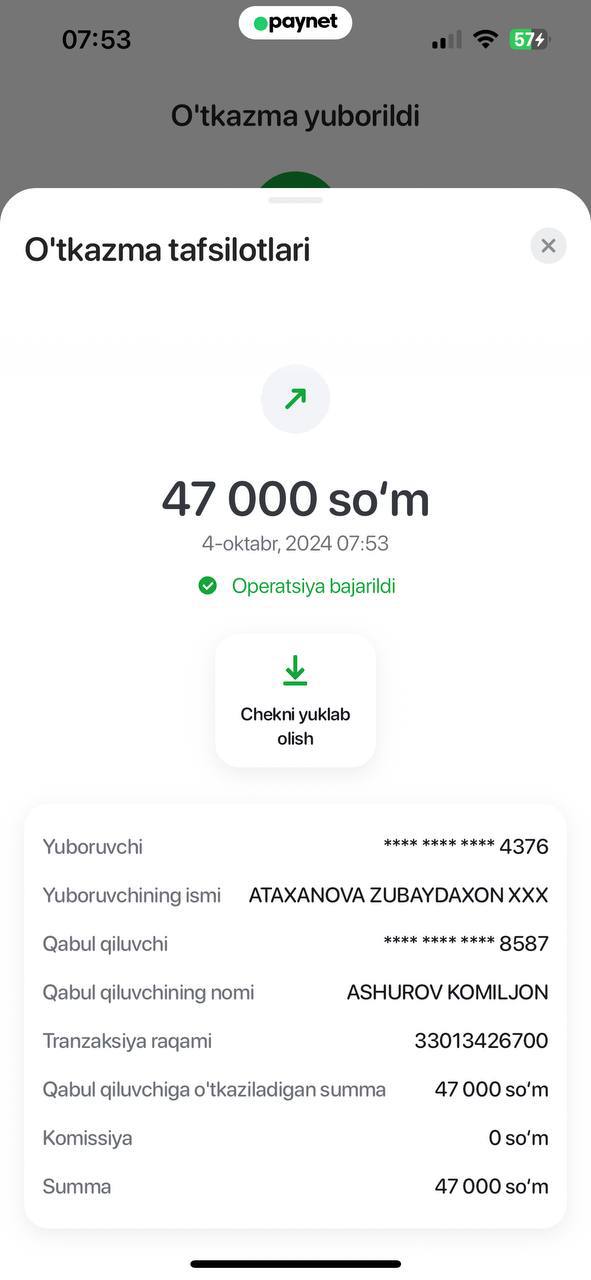 07:53
paynet
57
O'tkazma yuborildi
O'tkazma tafsilotlari
47 000 so‘m
4-oktabr, 2024 07:53
Operatsiya bajarildi
Chekni yuklab
olish
Yuboruvchi **** **** **** 4376
Yuboruvchining ismi ATAXANOVA ZUBAYDAXON XXX
Qabul qiluvchi **** **** **** 8587
Qabul qiluvchining nomi ASHUROV KOMILJON
Tranzaksiya raqami 33013426700
Qabul qiluvchiga o'tkaziladigan summa 47 000 so‘m
Komissiya 0 so‘m
Summa 47 000 so‘m